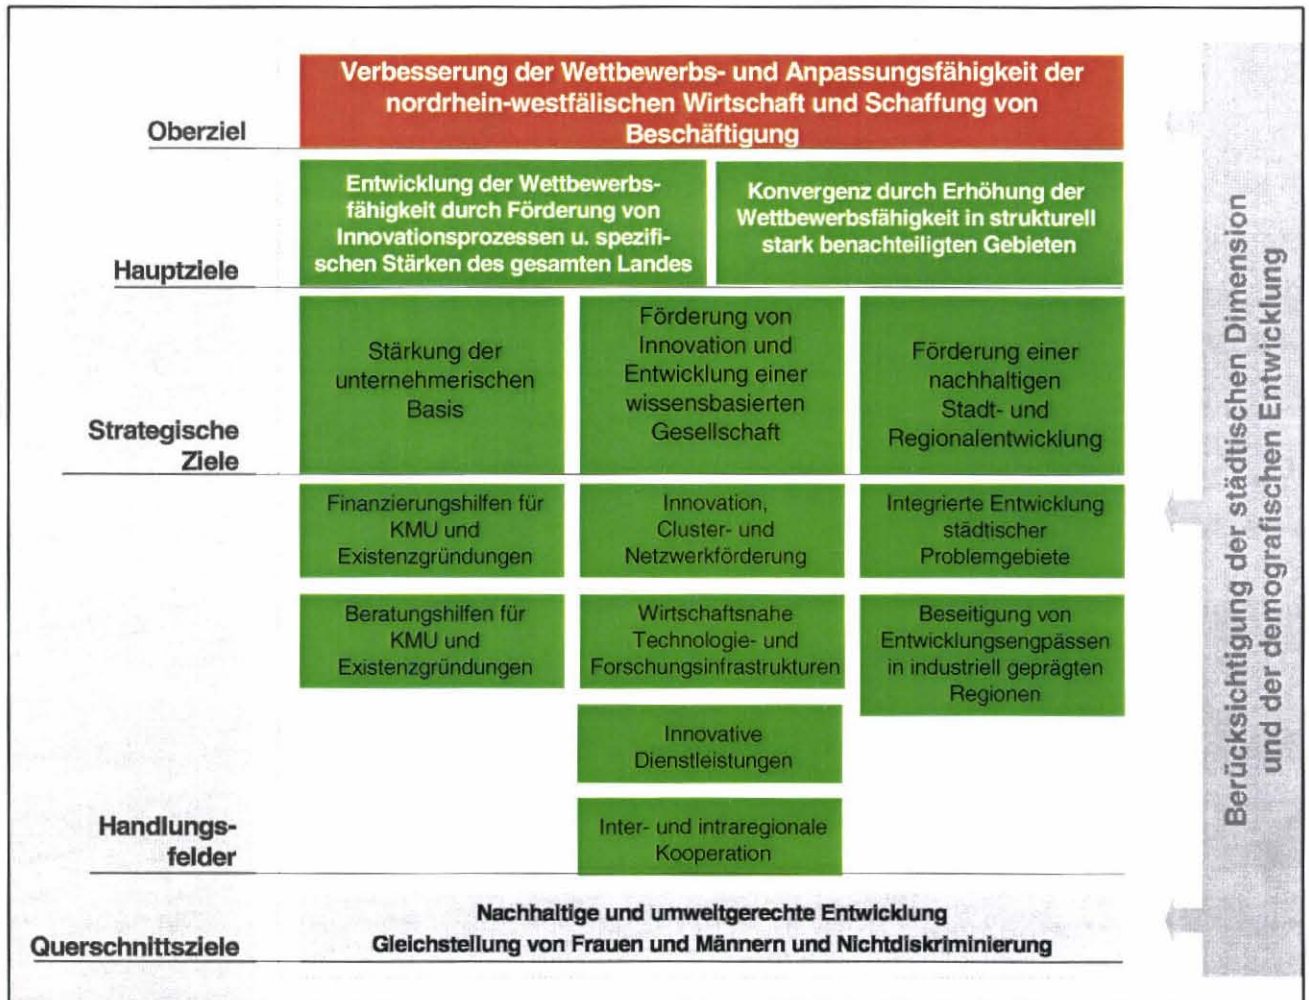 Oberziel
Verbesserung der Wettbewerbs- und Anpassungsfähigkeit der
nordrhein-westfälischen Wirtschaft und Schaffung von
Beschäftigung
Hauptziele
Entwicklung der Wettbewerbs-
fähigkeit durch Förderung von
Innovationsprozessen u. spezifi-
schen Stärken des gesamten Landes
Konvergenz durch Erhöhung der
Wettbewerbsfähigkeit in strukturell
stark benachteiligten Gebieten
Strategische
Ziele
Stärkung der
unternehmerischen
Basis
Förderung von
Innovation und
Entwicklung einer
wissensbasierten
Gesellschaft
Förderung einer
nachhaltigen
Stadt- und
Regionalentwicklung
Handlungs-
felder
Finanzierungshilfen für
KMU und
Existenzgründungen
Innovation,
Cluster- und
Netzwerkförderung
Integrierte Entwicklung
städtischer
Problemgebiete
Beratungshilfen für
KMU und
Existenzgründungen
Wirtschaftsnahe
Technologie- und
Forschungsinfrastrukturen
Beseitigung von
Entwicklungsengpässen
in industriell geprägten
Regionen
Innovative
Dienstleistungen
Inter- und intraregionale
Kooperation
Querschnittsziele
Nachhaltige und umweltgerechte Entwicklung
Gleichstellung von Frauen und Männern und Nichtdiskriminierung
Berücksichtigung der städtischen Dimension
und der demografischen Entwicklung